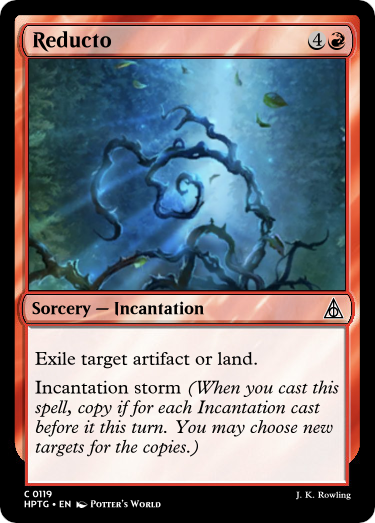 Reducto 4
Sorcery — Incantation
Exile target artifact or land.
Incantation storm (When you cast this
spell, copy if for each Incantation cast
before it this turn. You may choose new
targets for the copies.)
C 0119
HPTG • EN Potter's World
J. K. Rowling